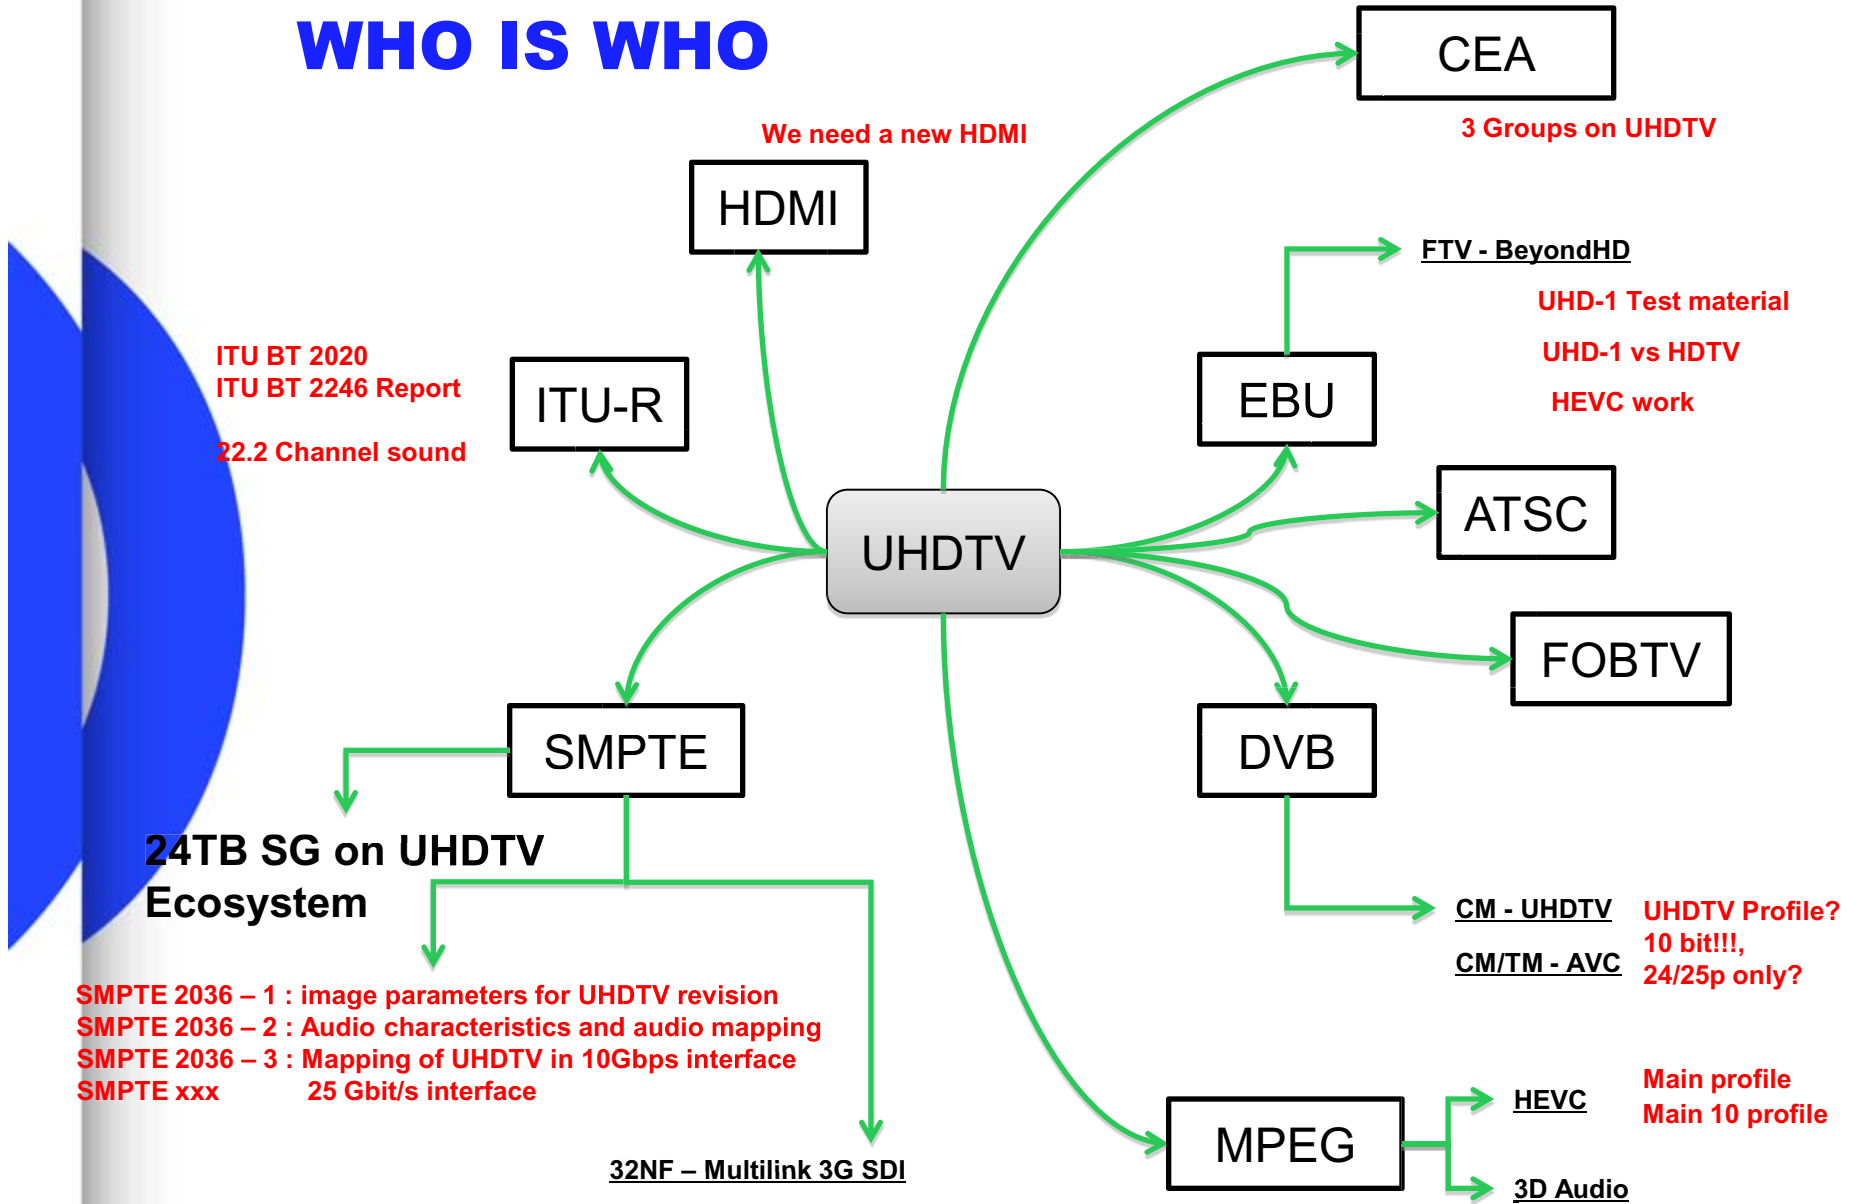 WHO IS WHO
CEA
3 Groups on UHDTV
We need a new HDMI
HDMI
FTV - BeyondHD
UHD-1 Test material
UHD-1 vs HDTV
HEVC work
EBU
ITU BT 2020
ITU BT 2246 Report
22.2 Channel sound
ITU-R
ATSC
UHDTV
FOBTV
SMPTE
DVB
24TB SG on UHDTV
Ecosystem
CM - UHDTV
CM/TM - AVC
UHDTV Profile?
10 bit!!!,
24/25p only?
SMPTE 2036 – 1 : image parameters for UHDTV revision
SMPTE 2036 – 2 : Audio characteristics and audio mapping
SMPTE 2036 – 3 : Mapping of UHDTV in 10Gbps interface
SMPTE xxx 25 Gbit/s interface
32NF – Multilink 3G SDI
MPEG
HEVC
Main profile
Main 10 profile
3D Audio